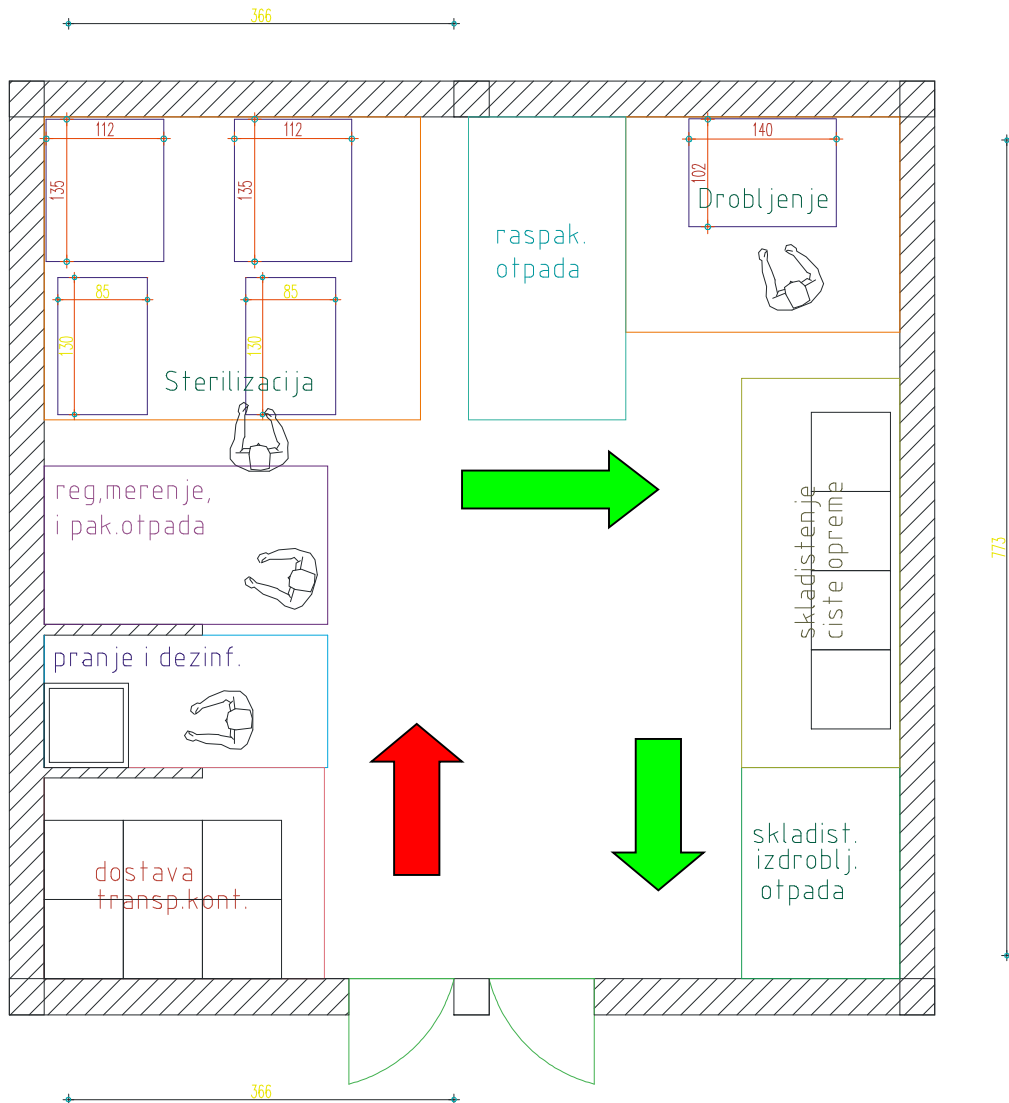 366
112
112
140
135
135
102
Drobljenje
raspak.
otpada
85
85
130
130
Sterilizacija
reg,merenje,
i pak.otpada
skladistenje
ciste opreme
773
pranje i dezinf.
dostava
transp.kont.
skladist.
izdroblj.
otpada
366